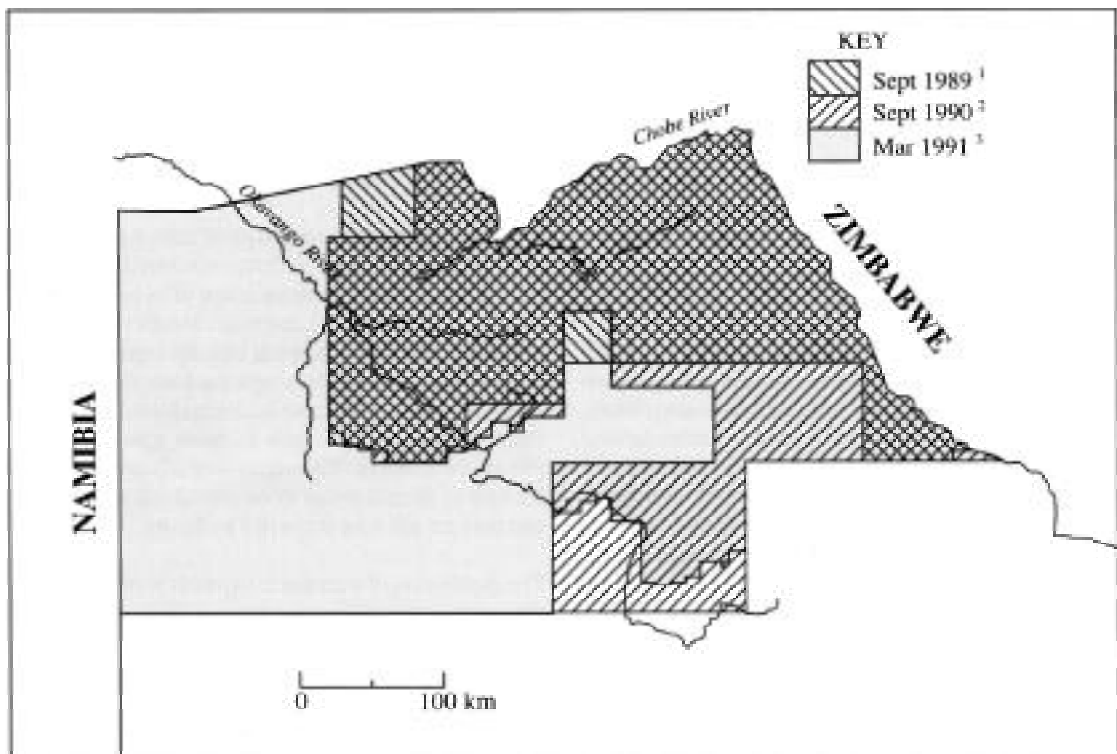 KEY
Sept 1989 1
Sept 1990 2
Mar 1991 3
Chobe River
Okavango River
ZIMBABWE
NAMIBIA
0 100 km